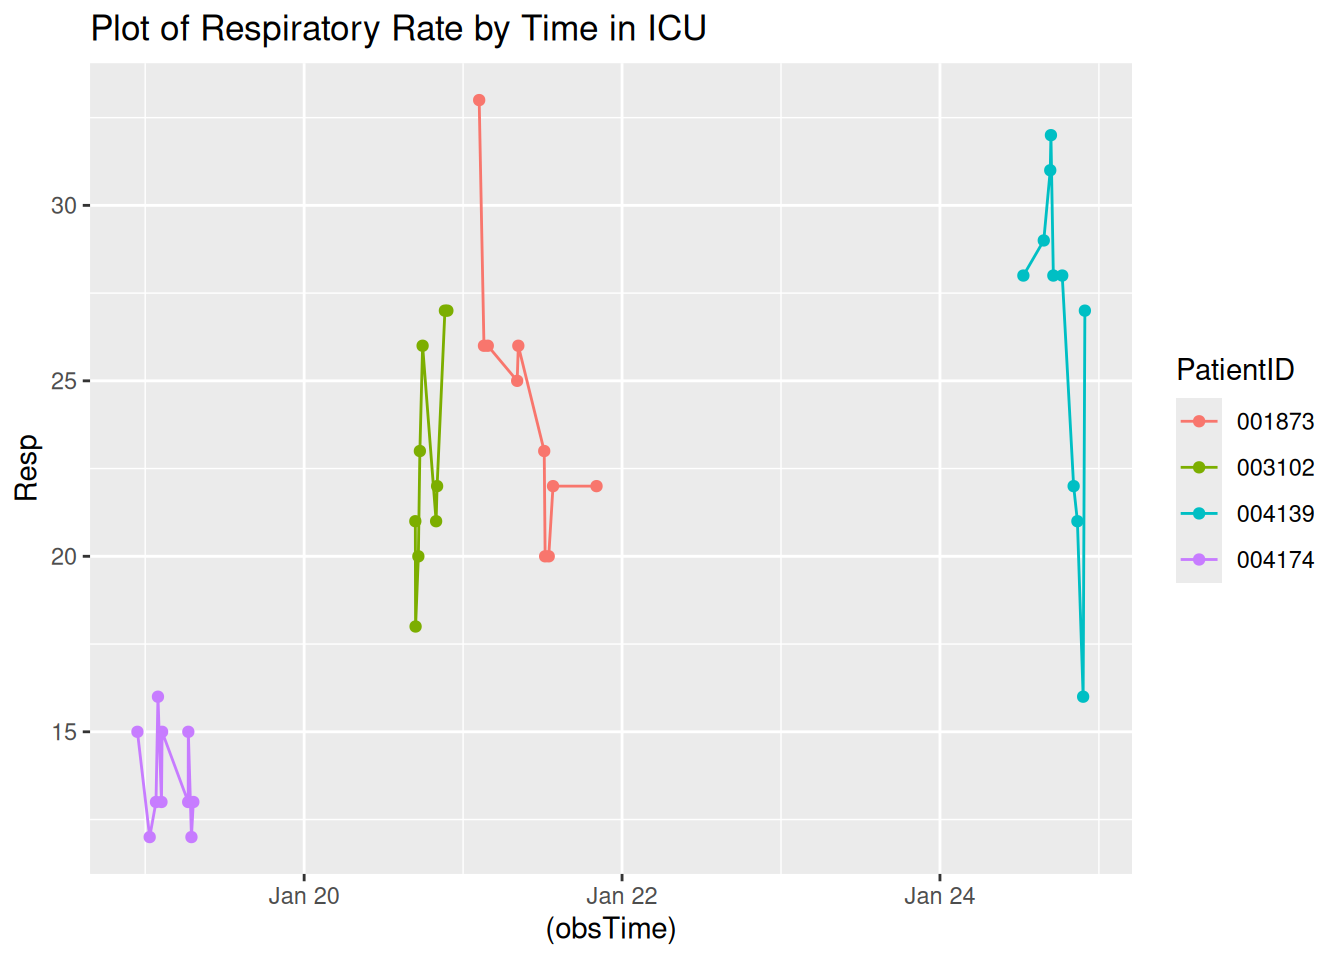 Plot of Respiratory Rate by Time in ICU
30
25
20
15
Resp
Jan 20
Jan 22
Jan 24
(obsTime)
PatientID
001873
003102
004139
004174